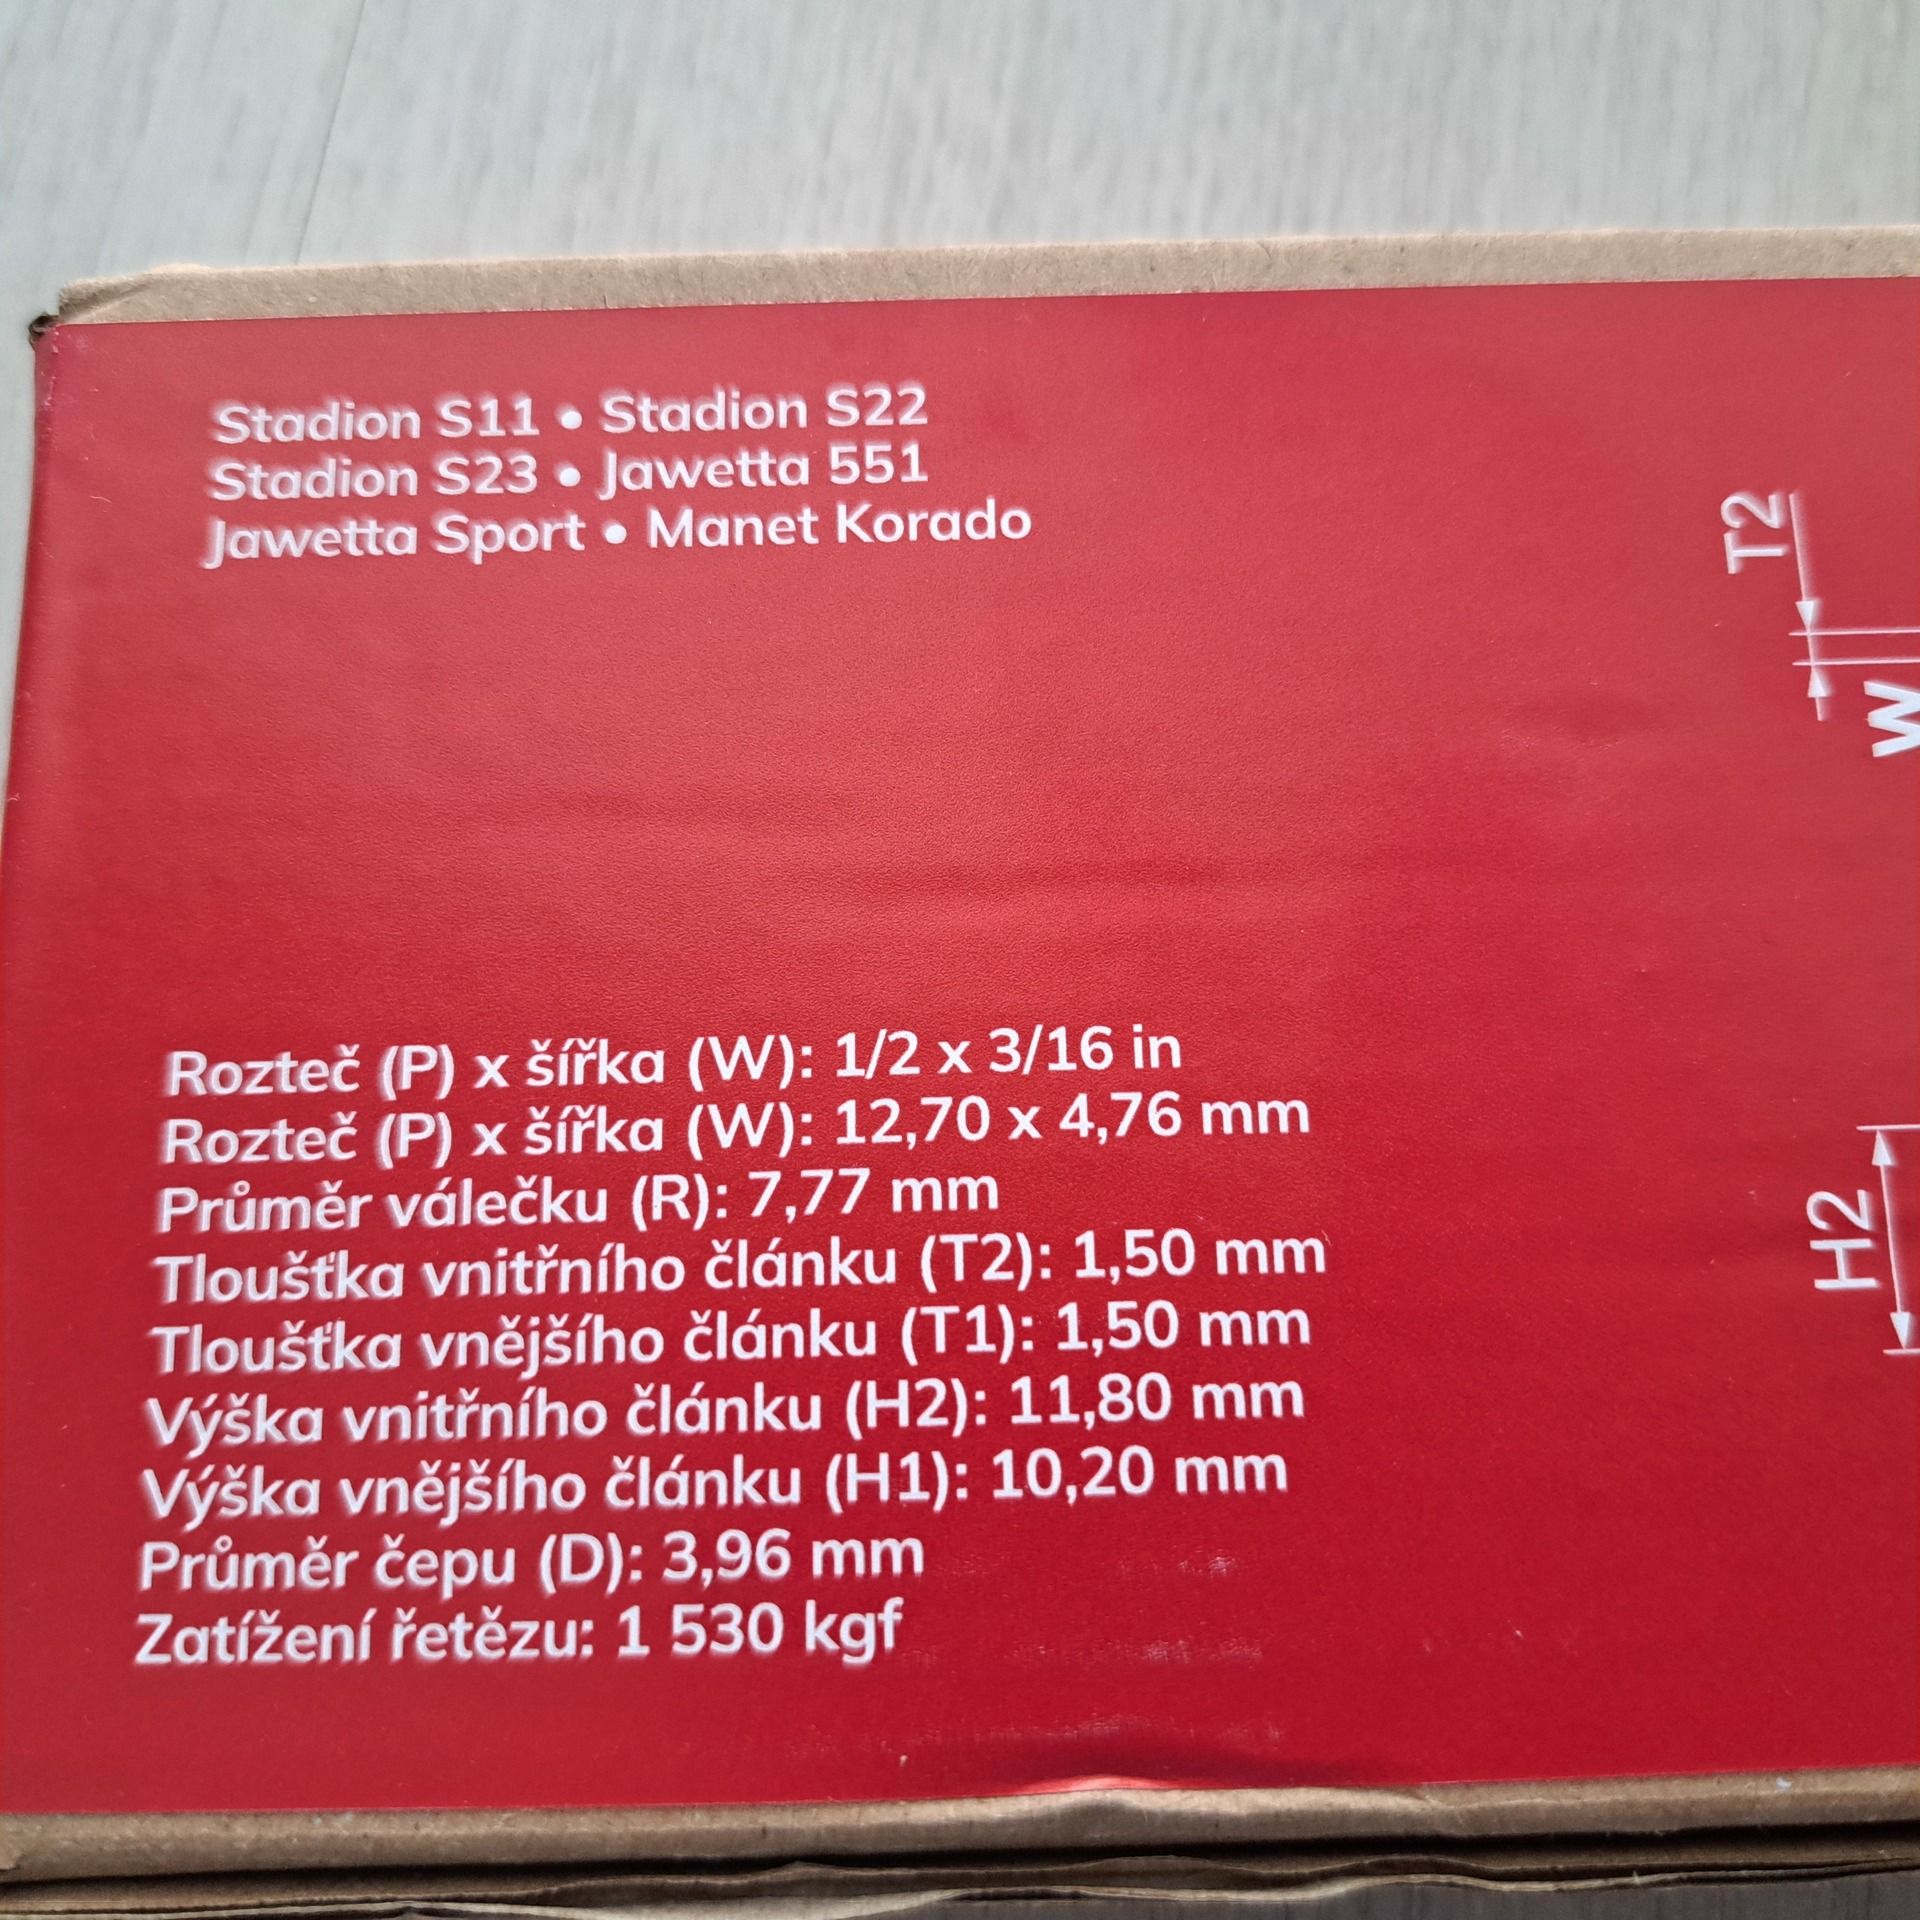 Stadion S11 • Stadion S22
Stadion S23 • Jawetta 551
Jawetta Sport • Manet Korado
T2
W
Rozteč (P) x šířka (W): 1/2 x 3/16 in
Rozteč (P) x šířka (W): 12,70 x 4,76 mm
Průměr válečku (R): 7,77 mm
Tloušťka vnitřního článku (T2): 1,50 mm
Tloušťka vnějšího článku (T1): 1,50 mm
Výška vnitřního článku (H2): 11,80 mm
Výška vnějšího článku (H1): 10,20 mm
Průměr čepu (D): 3,96 mm
Zatížení řetězu: 1 530 kgf
H2